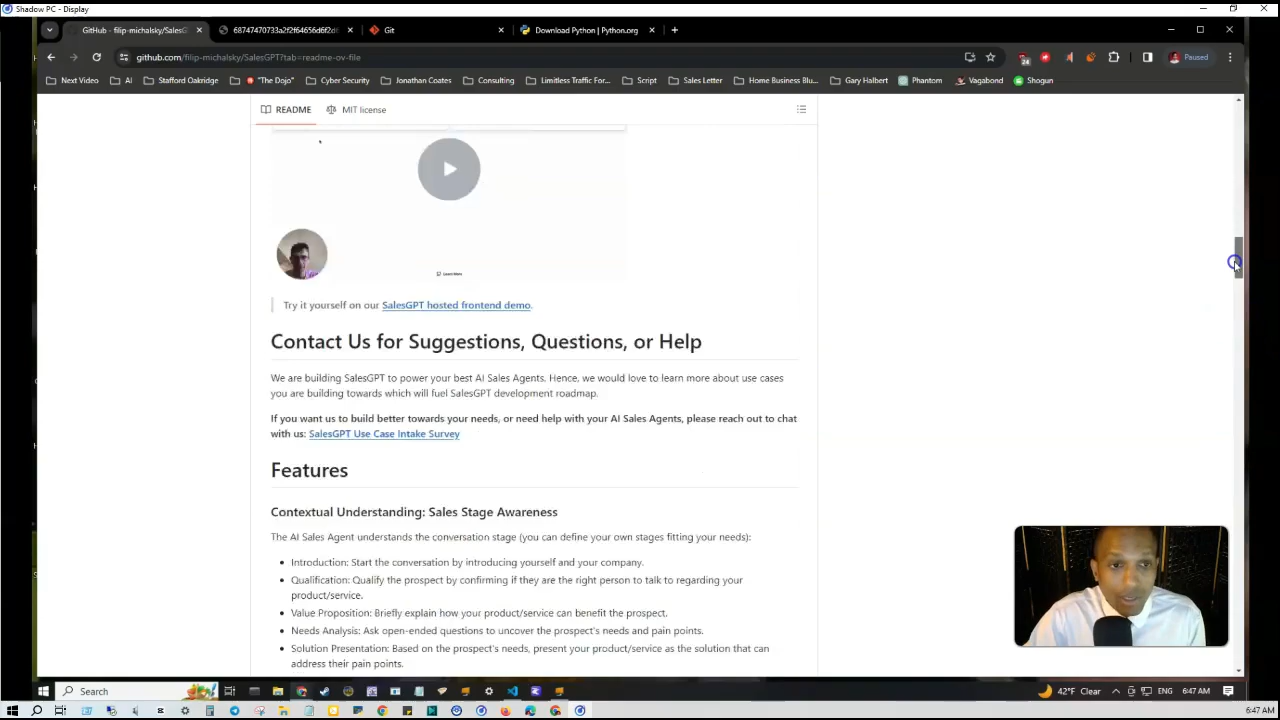 Shadow PC - Display
GitHub - filip-michalsky/SalesG
68747470733a2f2f64656d6f2d6
Git
Download Python | Python.org
github.com/filip-michalsky/SalesGPT?tab=readme-ov-file
24
Paused
Next Video
AI
Stafford Oakridge
"The Dojo"
Cyber Security
Jonathan Coates
Consulting
Limitless Traffic For...
Script
Sales Letter
Home Business Blu...
Gary Halbert
Phantom
Vagabond
Shogun
README
MIT license
Learn More
Try it yourself on our SalesGPT hosted frontend demo.
Contact Us for Suggestions, Questions, or Help
We are building SalesGPT to power your best AI Sales Agents. Hence, we would love to learn more about use cases
you are building towards which will fuel SalesGPT development roadmap.
If you want us to build better towards your needs, or need help with your AI Sales Agents, please reach out to chat
with us: SalesGPT Use Case Intake Survey
Features
Contextual Understanding: Sales Stage Awareness
The AI Sales Agent understands the conversation stage (you can define your own stages fitting your needs):
Introduction: Start the conversation by introducing yourself and your company.
Qualification: Qualify the prospect by confirming if they are the right person to talk to regarding your
product/service.
Value Proposition: Briefly explain how your product/service can benefit the prospect.
Needs Analysis: Ask open-ended questions to uncover the prospect's needs and pain points.
Solution Presentation: Based on the prospect's needs, present your product/service as the solution that can
address their pain points.
Search
42°F Clear
ENG
6:47 AM
6:47 AM